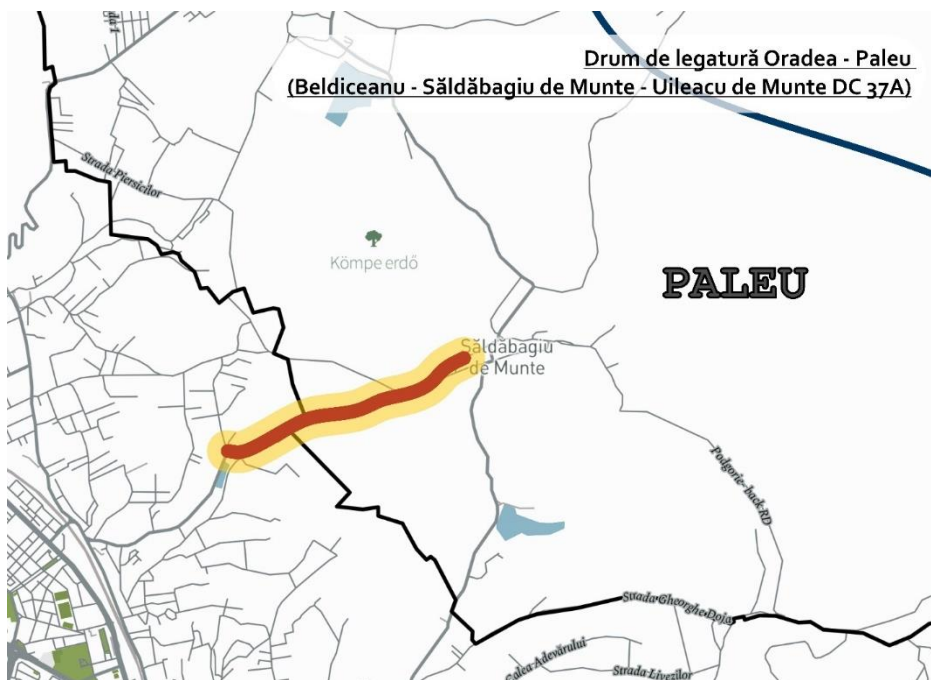 Drum de legatură Oradea - Paleu
(Beldiceanu - Săldăbagiu de Munte - Uileacu de Munte DC 37A)
Strada Piersicilor
Kömpe erdő
PALEU
Săldăbagiu
de Munte
Podgorie-back RD
Strada Gheorghe Doja
Calea Adevărului
Strada Livezilor